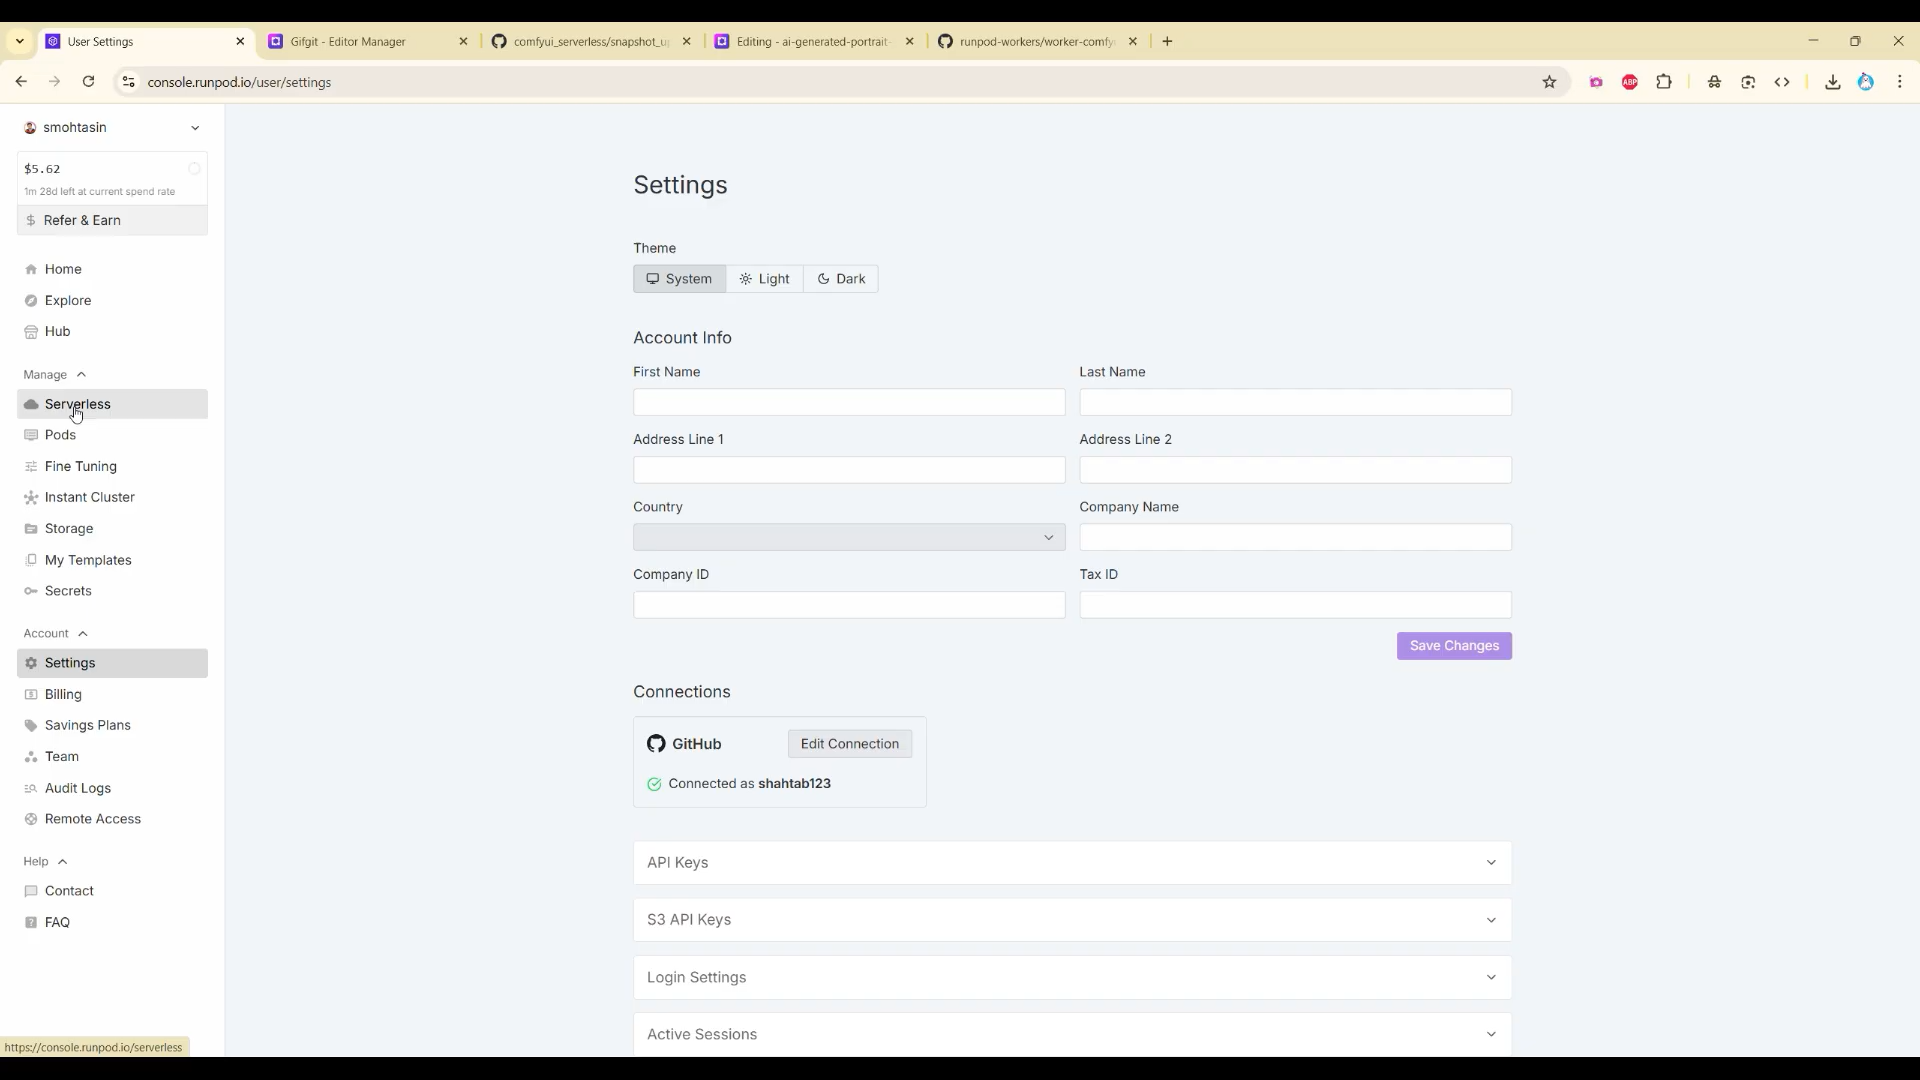 User Settings
Gifgit - Editor Manager
comfyui_serverless/snapshot_u
Editing - ai-generated-portrait-
runpod-workers/worker-comfy
console.runpod.io/user/settings
ABP
smohtasin
$5.62
1m 28d left at current spend rate
$ Refer & Earn
Home
Explore
Hub
Manage
Serverless
Pods
Fine Tuning
Instant Cluster
Storage
My Templates
Secrets
Account
Settings
Billing
Savings Plans
Team
Audit Logs
Remote Access
Help
Contact
FAQ
https://console.runpod.io/serverless
Settings
Theme
System Light Dark
Account Info
First Name Last Name
Address Line 1 Address Line 2
Country Company Name
Company ID Tax ID
Save Changes
Connections
GitHub Edit Connection
Connected as shahtab123
API Keys
S3 API Keys
Login Settings
Active Sessions